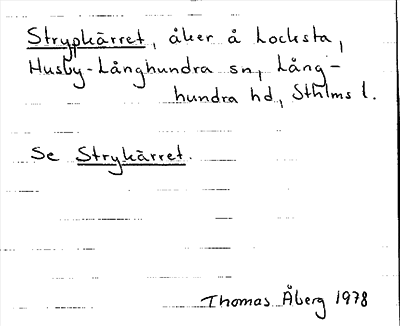 Strypkärret, åker å Locksta,
Husby-Långhundra sn, Lång-
hundra hd, Sthlms l.
Se Strykärret.
Thomas Åberg 1978